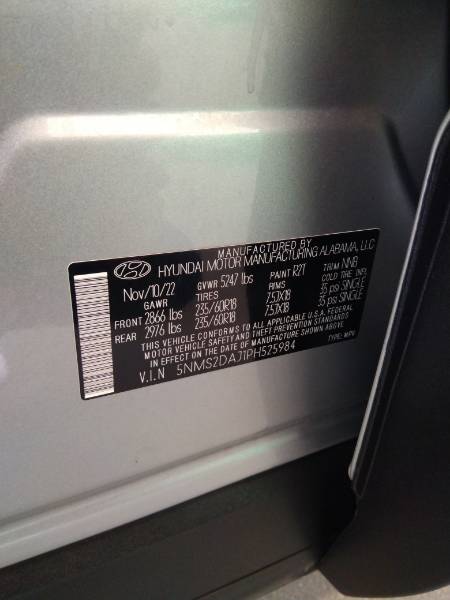 MANUFACTURED BY
HYUNDAI MOTOR MANUFACTURING ALABAMA, LLC
Nov/10/22 GVWR 5247 lbs PAINT R2T TRIM NNB
GAWR TIRES RIMS COLD TIRE INF.
FRONT 2866 lbs 235/60R18 7.5JX18 35 psi SINGLE
REAR 2976 lbs 235/60R18 7.5JX18 35 psi SINGLE
THIS VEHICLE CONFORMS TO ALL APPLICABLE FEDERAL
MOTOR VEHICLE SAFETY AND THEFT PREVENTION STANDARDS
IN EFFECT ON THE DATE OF MANUFACTURE SHOWN ABOVE.
V.I.N 5NMS2DAJ1PH525984 TYPE: MPV